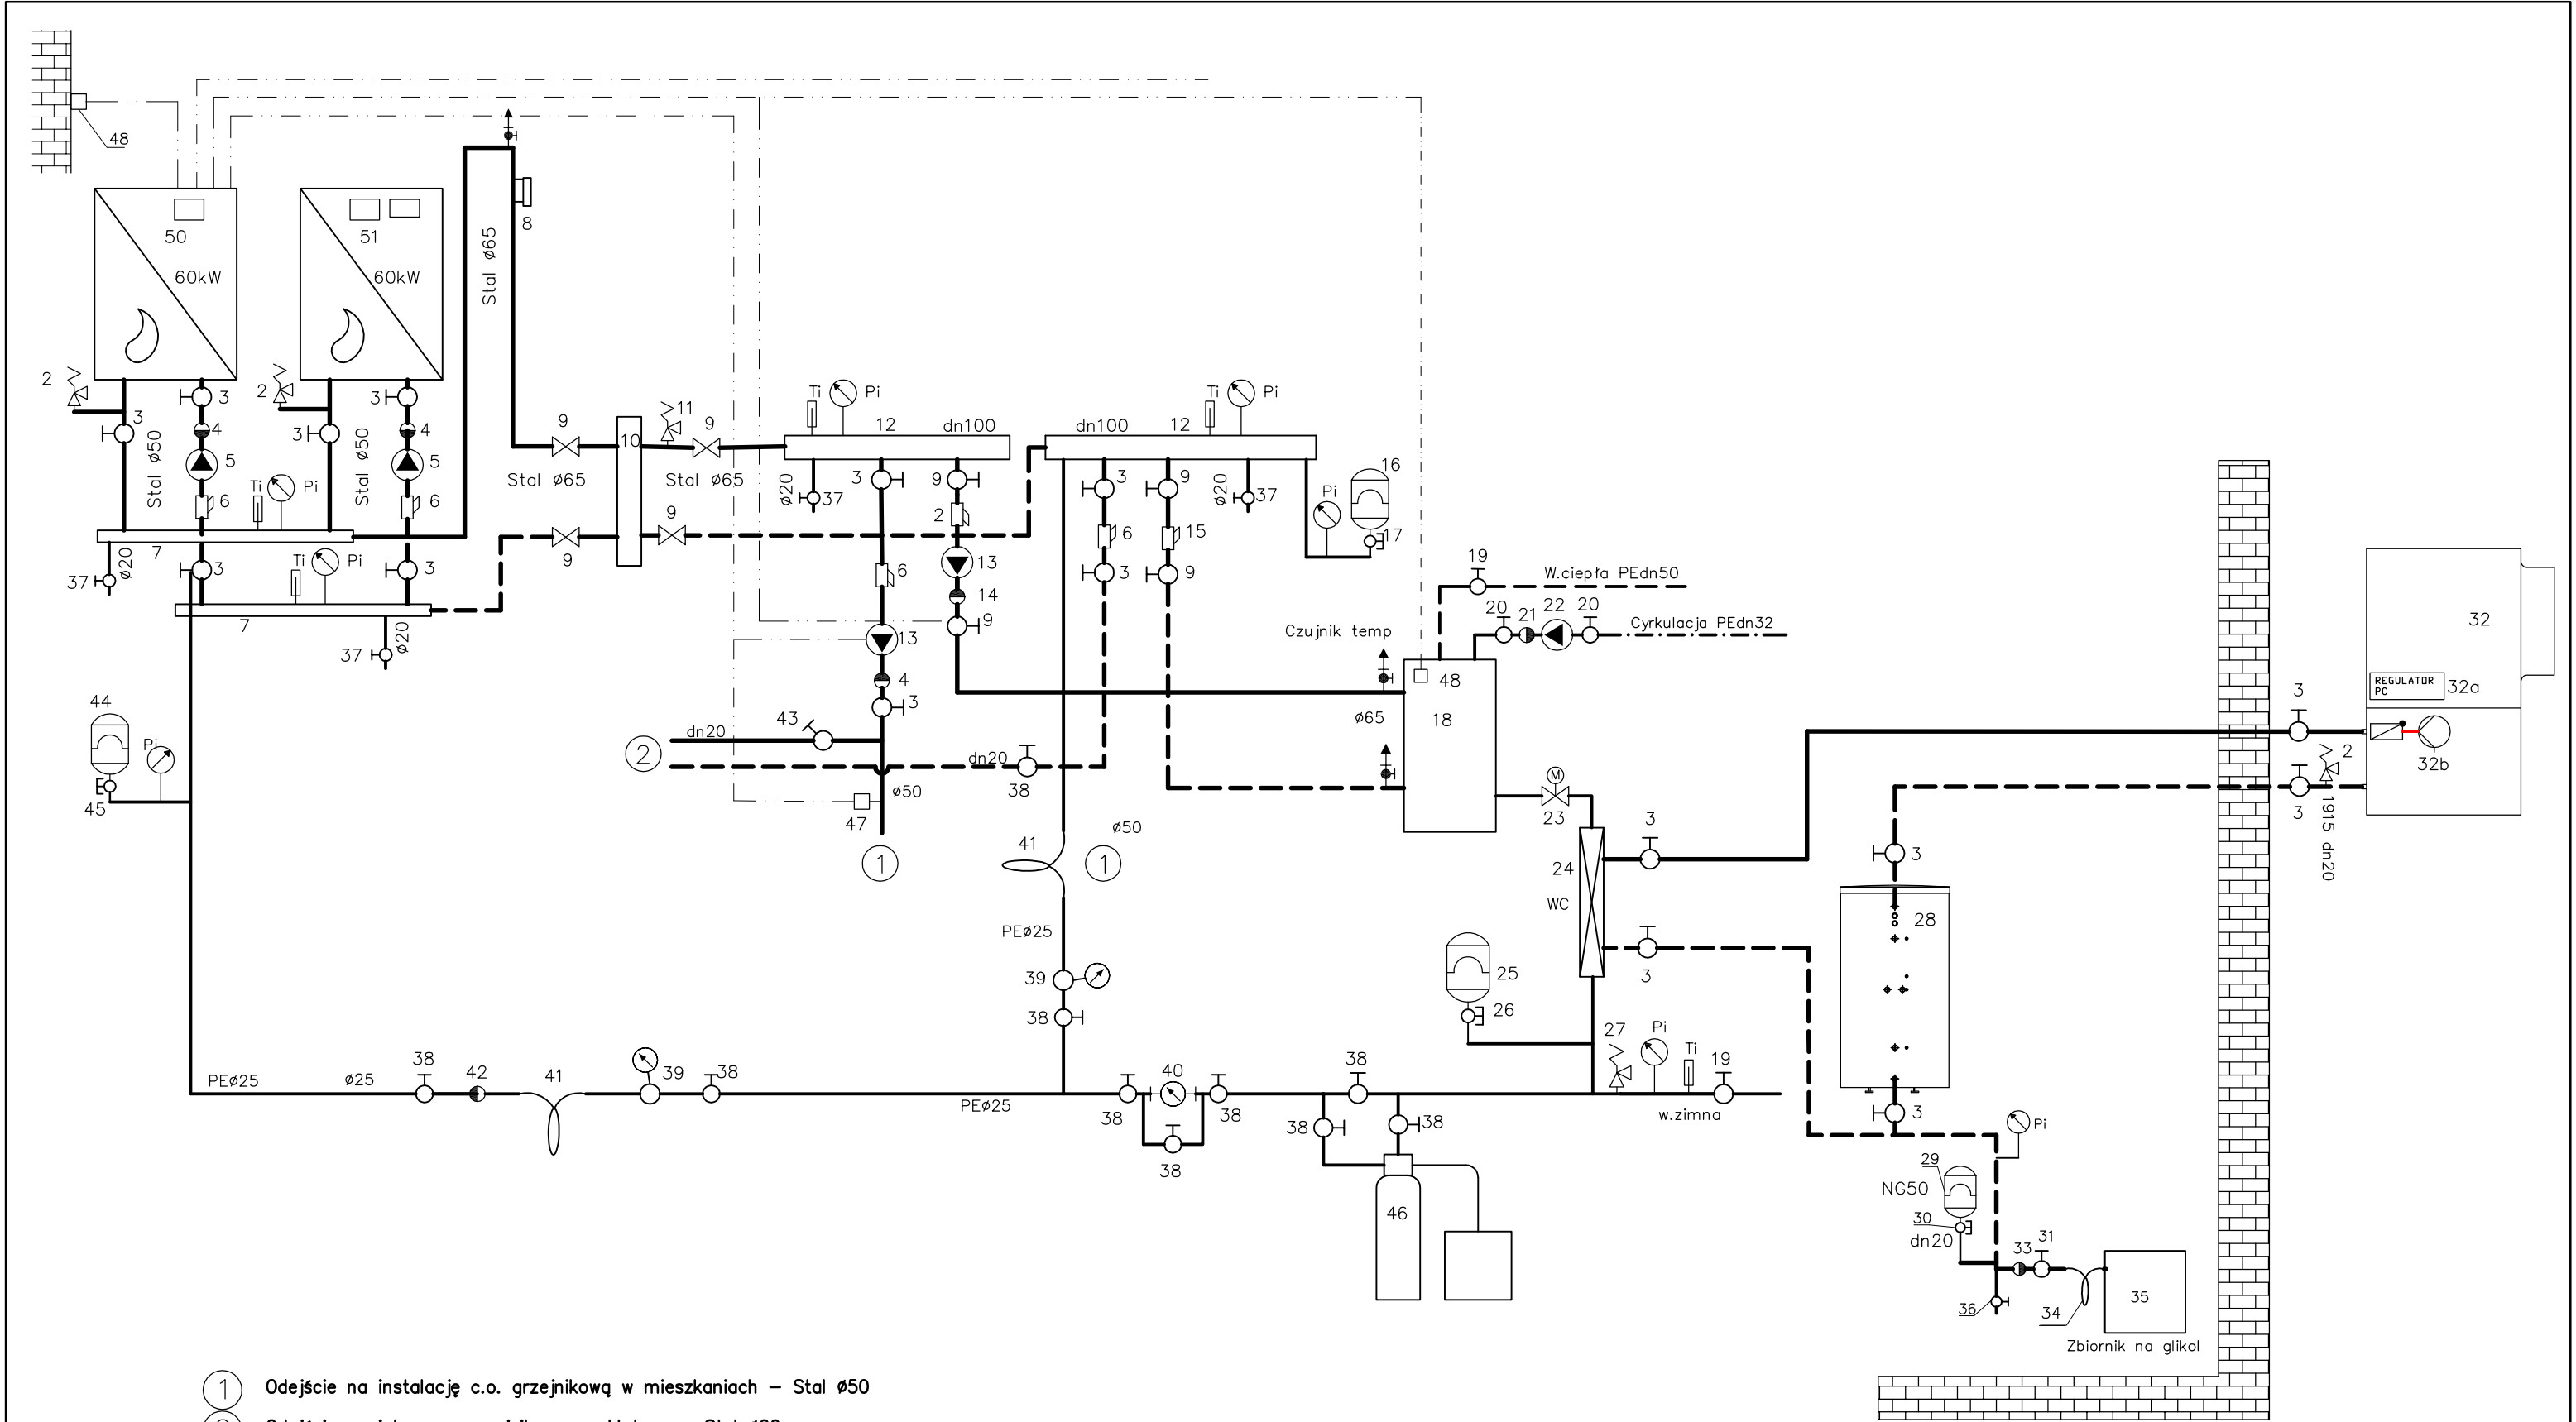 48
50
60kW
51
60kW
Stal ø65
8
2
3
3
4
Stal ø50
5
6
2
3
3
4
Stal ø50
5
6
Ti
Pi
7
37
ø20
3
Ti
Pi
3
7
37
ø20
9
10
11
9
Stal ø65
Stal ø65
9
9
Ti
Pi
12
dn100
ø20
37
3
9
2
6
13
14
9
13
4
3
dn100
12
Ti
Pi
3
9
6
15
3
9
ø20
37
Pi
16
17
19
W.ciepła PEdn50
20
21
22
20
Cyrkulacja PEdn32
Czujnik temp
48
18
ø65
43
dn20
2
dn20
38
ø50
47
1
41
ø50
1
PEø25
39
38
M
23
24
WC
3
3
25
26
27
Pi
Ti
19
w.zimna
44
Pi
45
PEø25
ø25
38
42
41
39
38
PEø25
38
40
38
38
38
38
38
46
3
28
3
Pi
29
NG50
30
dn20
33
31
36
34
35
Zbiornik na glikol
32
REGULATOR
PC
32a
32b
3
3
2
1915 dn20
1 Odejście na instalację c.o. grzejnikową w mieszkaniach – Stal ø50